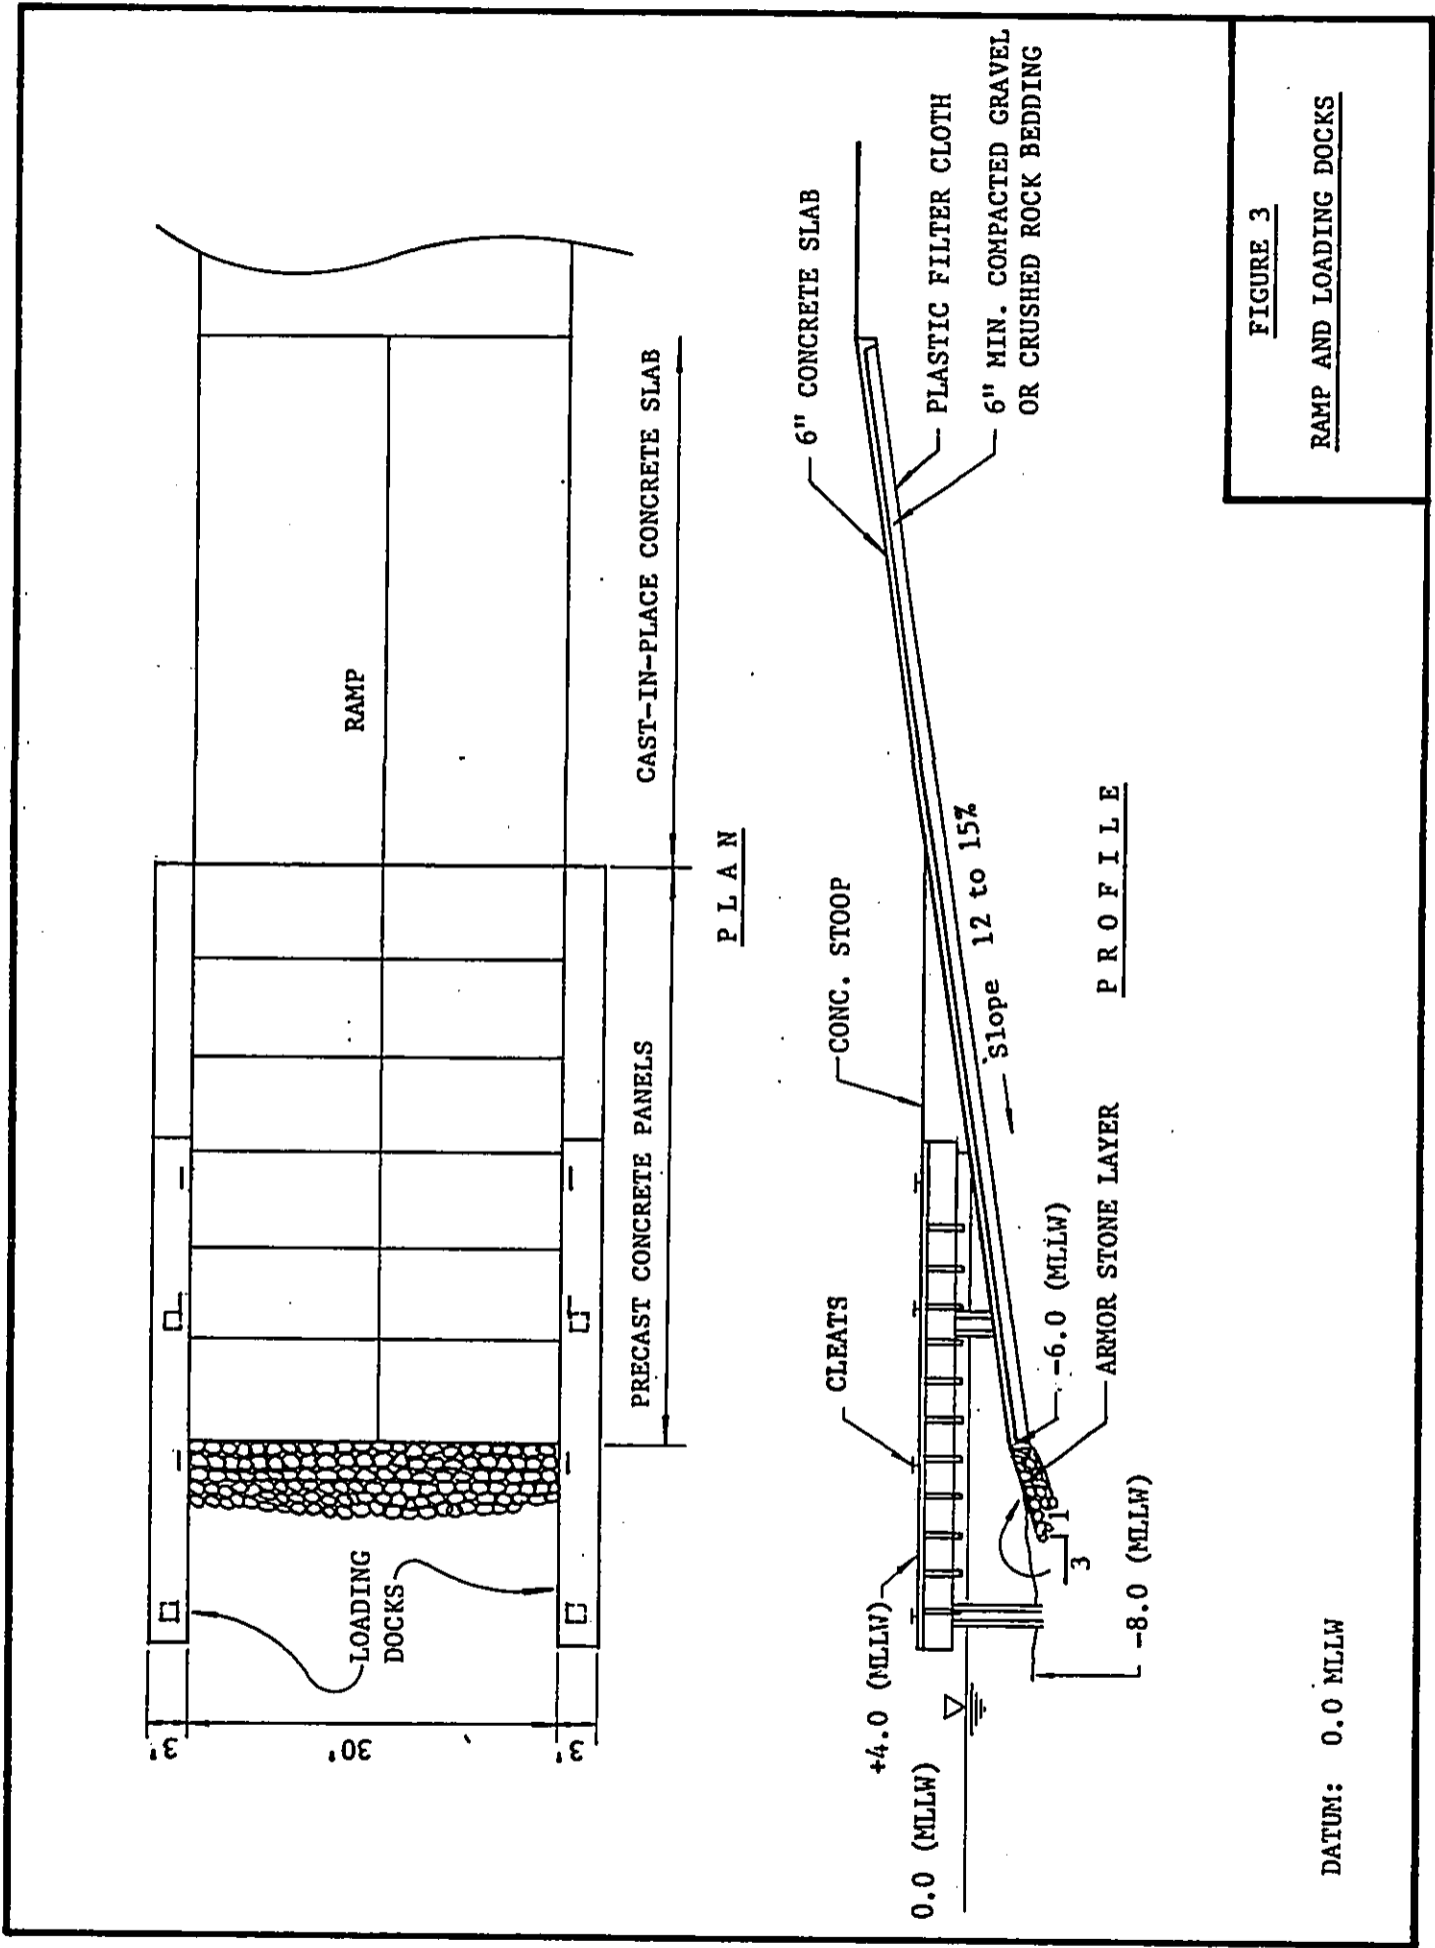 RAMP
CAST-IN-PLACE CONCRETE SLAB
PRECAST CONCRETE PANELS
LOADING
DOCKS
3'
30'
3'
PLAN
6" CONCRETE SLAB
PLASTIC FILTER CLOTH
6" MIN. COMPACTED GRAVEL
OR CRUSHED ROCK BEDDING
CONC. STOOP
CLEATS
Slope 12 to 15%
+4.0 (MLLW)
0.0 (MLLW)
-6.0 (MLLW)
ARMOR STONE LAYER
1
3
-8.0 (MLLW)
PROFILE
DATUM: 0.0 MLLW
FIGURE 3
RAMP AND LOADING DOCKS